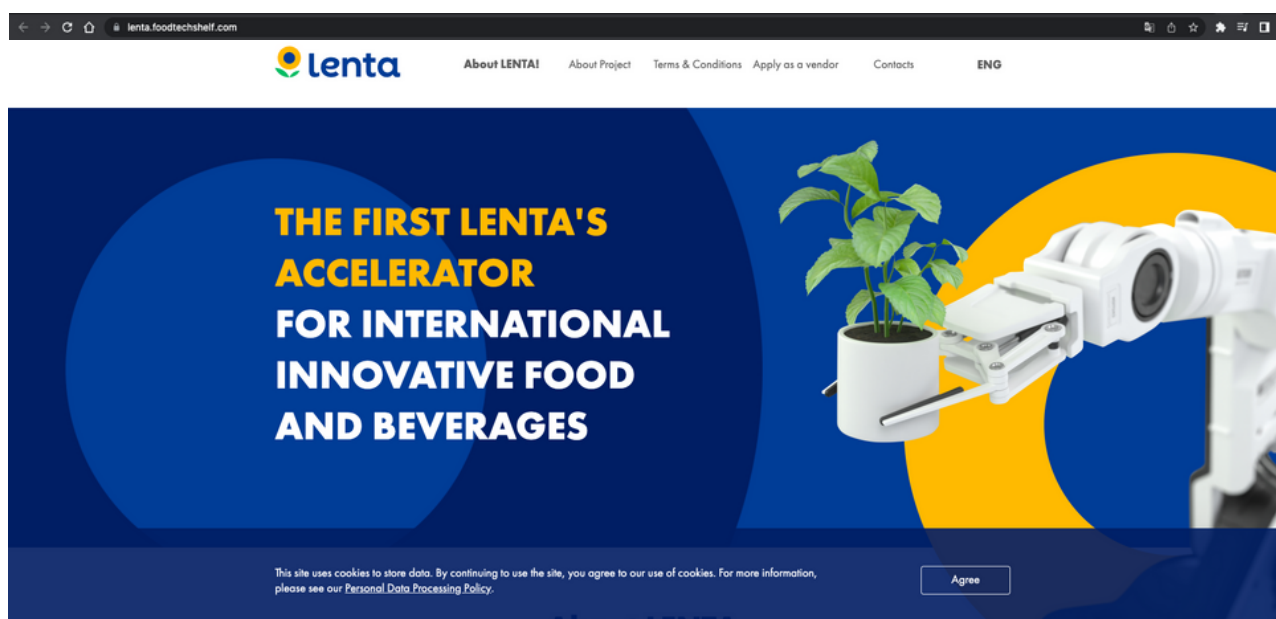 lenta.foodtechshelf.com
lenta
About LENTA! About Project Terms & Conditions Apply as a vendor Contacts ENG
THE FIRST LENTA'S
ACCELERATOR
FOR INTERNATIONAL
INNOVATIVE FOOD
AND BEVERAGES
This site uses cookies to store data. By continuing to use the site, you agree to our use of cookies. For more information,
please see our Personal Data Processing Policy.
Agree